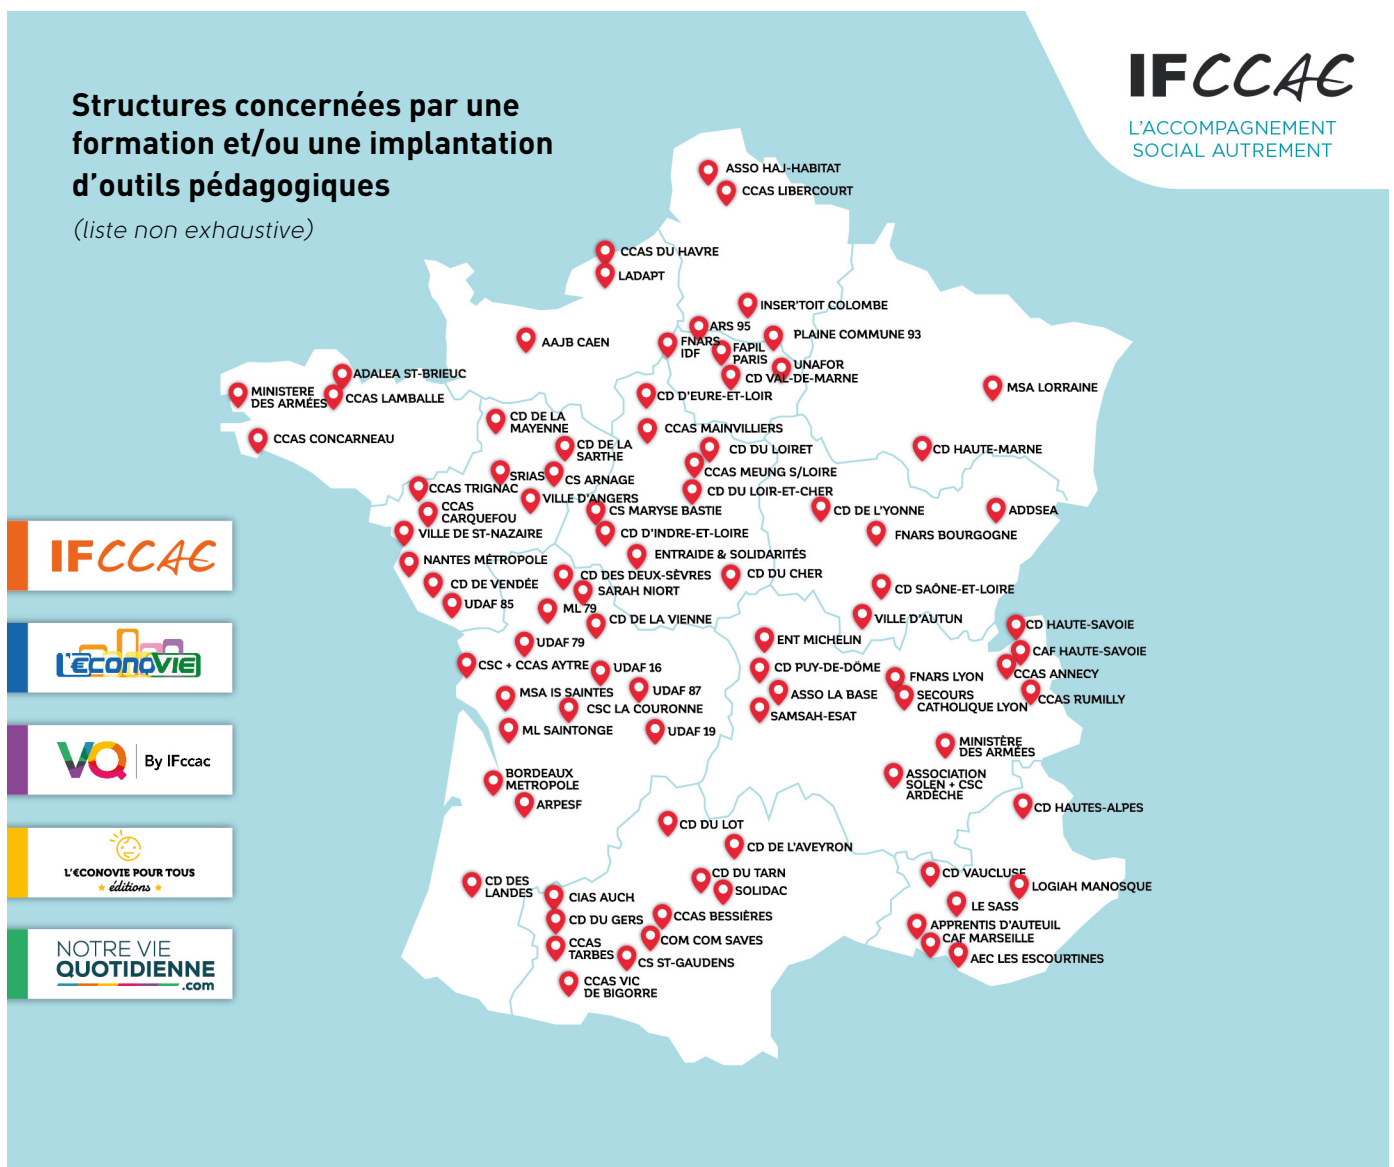 IFCCAC
L'ACCOMPAGNEMENT
SOCIAL AUTREMENT
Structures concernées par une
formation et/ou une implantation
d'outils pédagogiques
(liste non exhaustive)
ASSO HAJ-HABITAT
CCAS LIBERCOURT
CCAS DU HAVRE
LADAPT
INSER'TOIT COLOMBE
ARS 95
PLAINE COMMUNE 93
AAJB CAEN
FNARS
IDF
FAPIL
PARIS
UNAFOR
CD VAL-DE-MARNE
ADALEA ST-BRIEUC
MINISTERE
DES ARMÉES
CCAS LAMBALLE
CD D'EURE-ET-LOIR
MSA LORRAINE
CCAS CONCARNEAU
CD DE LA
MAYENNE
CCAS MAINVILLIERS
CD DE LA
SARTHE
CD DU LOIRET
CD HAUTE-MARNE
SRIAS
CS ARNAGE
CCAS MEUNG S/LOIRE
CCAS TRIGNAC
VILLE D'ANGERS
CD DU LOIR-ET-CHER
CCAS
CARQUEFOU
CS MARYSE BASTIE
CD DE L'YONNE
ADDSEA
VILLE DE ST-NAZAIRE
CD D'INDRE-ET-LOIRE
FNARS BOURGOGNE
NANTES MÉTROPOLE
ENTRAIDE & SOLIDARITÉS
CD DE VENDÉE
CD DES DEUX-SÈVRES
CD DU CHER
SARAH NIORT
CD SAÔNE-ET-LOIRE
UDAF 85
ML 79
CD DE LA VIENNE
VILLE D'AUTUN
CD HAUTE-SAVOIE
UDAF 79
ENT MICHELIN
CAF HAUTE-SAVOIE
CSC + CCAS AYTRE
UDAF 16
CD PUY-DE-DÖME
FNARS LYON
CCAS ANNECY
MSA IS SAINTES
UDAF 87
ASSO LA BASE
SECOURS
CATHOLIQUE LYON
CCAS RUMILLY
CSC LA COURONNE
SAMSAH-ESAT
ML SAINTONGE
UDAF 19
MINISTÈRE
DES ARMÉES
BORDEAUX
METROPOLE
ASSOCIATION
SOLEN + CSC
ARDÈCHE
ARPESF
CD HAUTES-ALPES
CD DU LOT
CD DE L'AVEYRON
CD DES
LANDES
CD DU TARN
SOLIDAC
CD VAUCLUSE
LOGIAH MANOSQUE
CIAS AUCH
LE SASS
CD DU GERS
CCAS BESSIÈRES
APPRENTIS D'AUTEUIL
CCAS
TARBES
COM COM SAVES
CAF MARSEILLE
CS ST-GAUDENS
AEC LES ESCOURTINES
CCAS VIC
DE BIGORRE
IFCCAC
L'€CONOVIE
VQ By IFccac
L'€CONOVIE POUR TOUS
éditions
NOTRE VIE
QUOTIDIENNE
.com